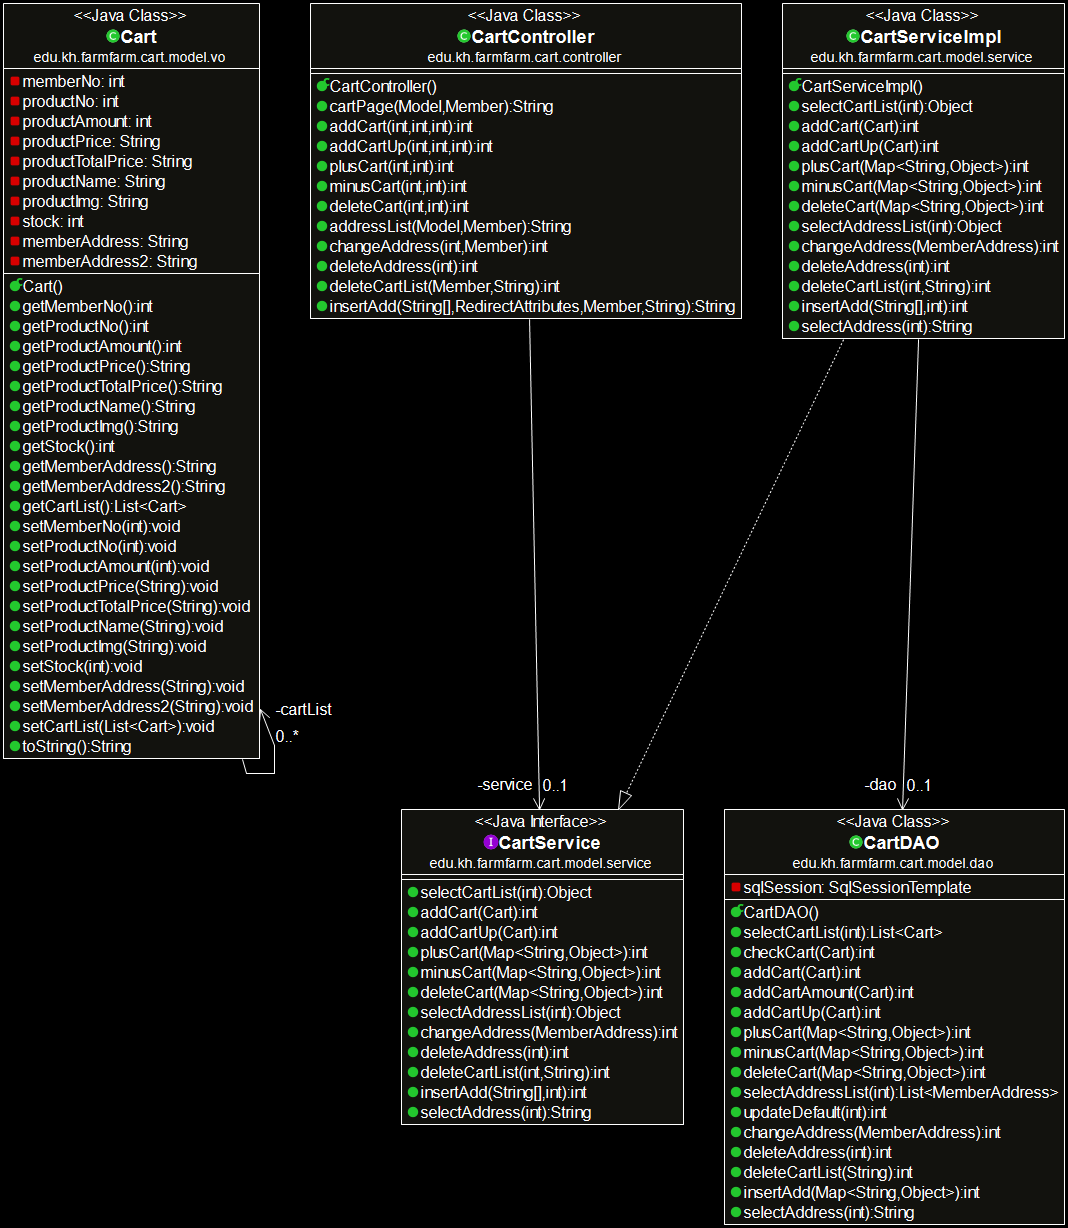 <<Java Class>>
Cart
edu.kh.farmfarm.cart.model.vo
memberNo: int
productNo: int
productAmount: int
productPrice: String
productTotalPrice: String
productName: String
productImg: String
stock: int
memberAddress: String
memberAddress2: String
Cart()
getMemberNo():int
getProductNo():int
getProductAmount():int
getProductPrice():String
getProductTotalPrice():String
getProductName():String
getProductImg():String
getStock():int
getMemberAddress():String
getMemberAddress2():String
getCartList():List<Cart>
setMemberNo(int):void
setProductNo(int):void
setProductAmount(int):void
setProductPrice(String):void
setProductTotalPrice(String):void
setProductName(String):void
setProductImg(String):void
setStock(int):void
setMemberAddress(String):void
setMemberAddress2(String):void
setCartList(List<Cart>):void
toString():String
-cartList
0..*
<<Java Class>>
CartController
edu.kh.farmfarm.cart.controller
CartController()
cartPage(Model,Member):String
addCart(int,int,int):int
addCartUp(int,int,int):int
plusCart(int,int):int
minusCart(int,int):int
deleteCart(int,int):int
addressList(Model,Member):String
changeAddress(int,Member):int
deleteAddress(int):int
deleteCartList(Member,String):int
insertAdd(String[],RedirectAttributes,Member,String):String
<<Java Class>>
CartServiceImpl
edu.kh.farmfarm.cart.model.service
CartServiceImpl()
selectCartList(int):Object
addCart(Cart):int
addCartUp(Cart):int
plusCart(Map<String,Object>):int
minusCart(Map<String,Object>):int
deleteCart(Map<String,Object>):int
selectAddressList(int):Object
changeAddress(MemberAddress):int
deleteAddress(int):int
deleteCartList(int,String):int
insertAdd(String[],int):int
selectAddress(int):String
-service 0..1
<<Java Interface>>
CartService
edu.kh.farmfarm.cart.model.service
selectCartList(int):Object
addCart(Cart):int
addCartUp(Cart):int
plusCart(Map<String,Object>):int
minusCart(Map<String,Object>):int
deleteCart(Map<String,Object>):int
selectAddressList(int):Object
changeAddress(MemberAddress):int
deleteAddress(int):int
deleteCartList(int,String):int
insertAdd(String[],int):int
selectAddress(int):String
-dao 0..1
<<Java Class>>
CartDAO
edu.kh.farmfarm.cart.model.dao
sqlSession: SqlSessionTemplate
CartDAO()
selectCartList(int):List<Cart>
checkCart(Cart):int
addCart(Cart):int
addCartAmount(Cart):int
addCartUp(Cart):int
plusCart(Map<String,Object>):int
minusCart(Map<String,Object>):int
deleteCart(Map<String,Object>):int
selectAddressList(int):List<MemberAddress>
updateDefault(int):int
changeAddress(MemberAddress):int
deleteAddress(int):int
deleteCartList(String):int
insertAdd(Map<String,Object>):int
selectAddress(int):String